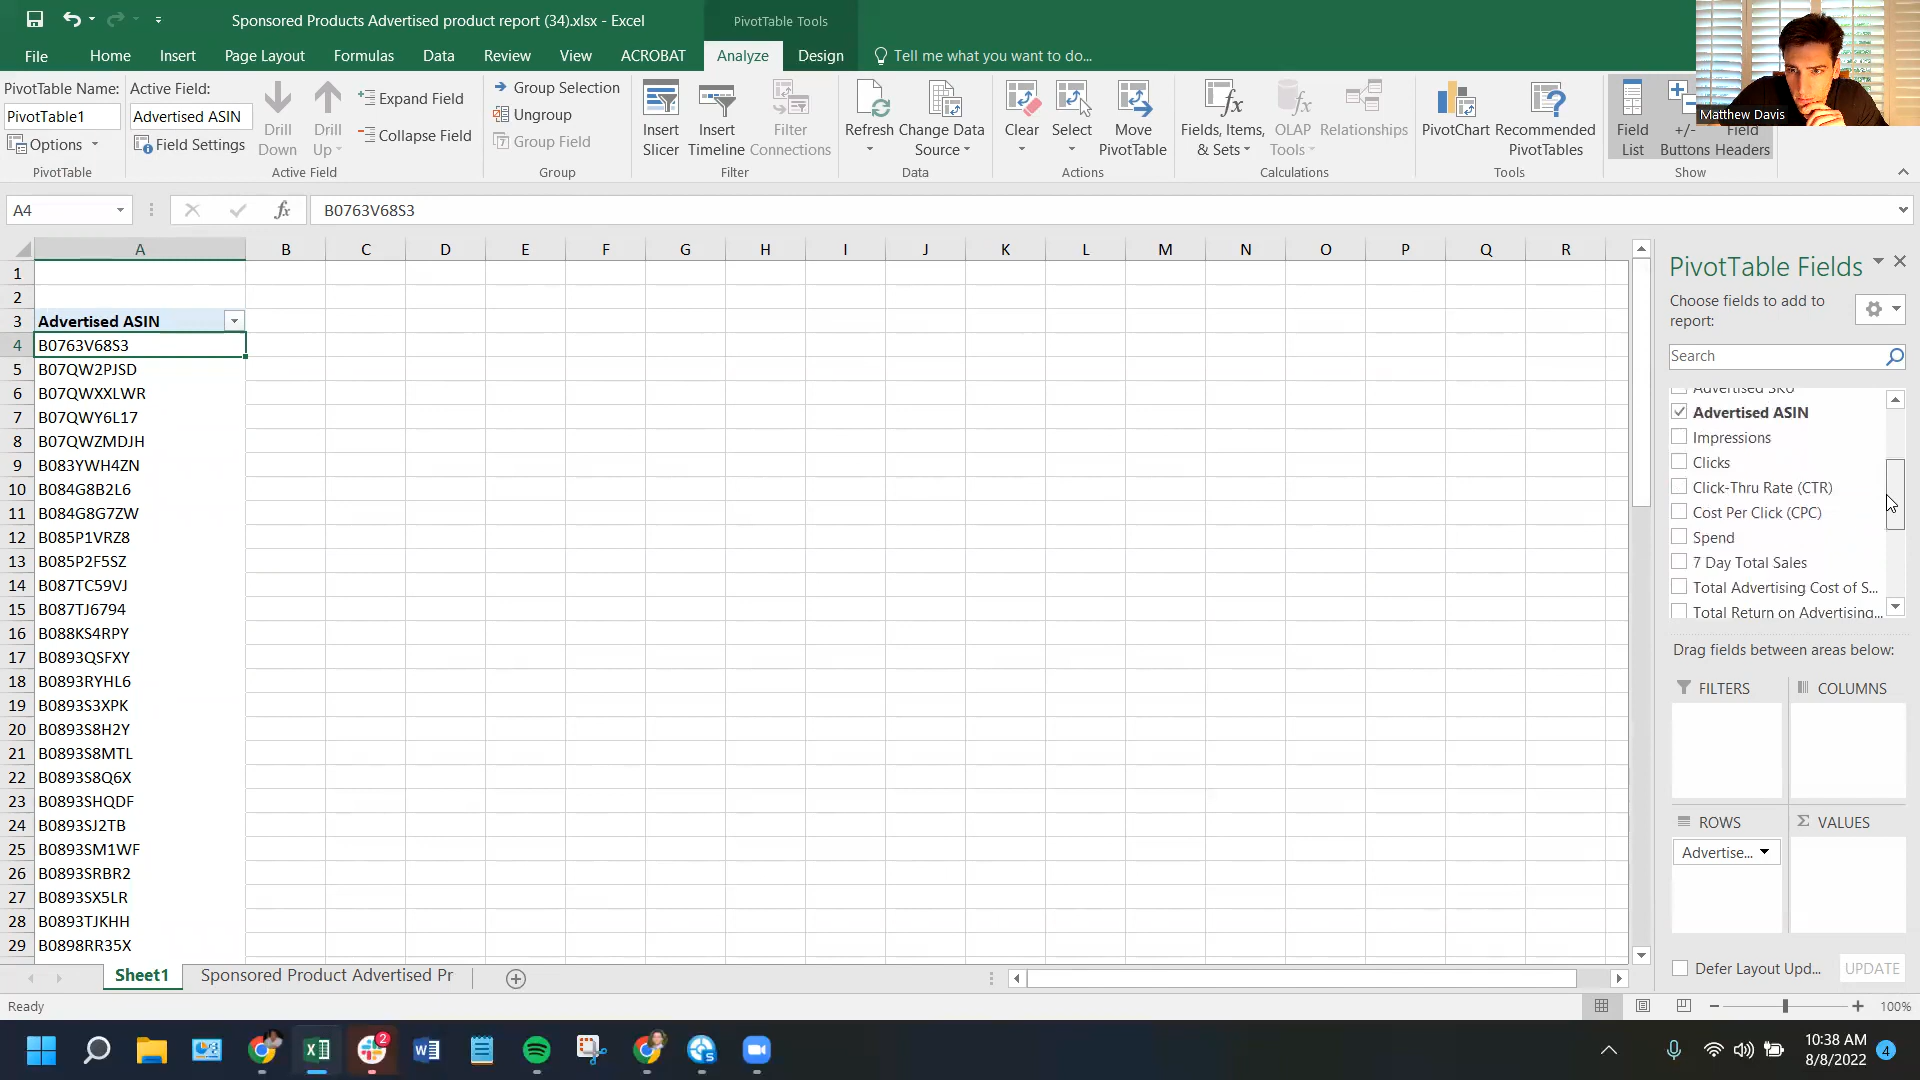 Sponsored Products Advertised product report (34).xlsx - Excel
PivotTable Tools
File
Home
Insert
Page Layout
Formulas
Data
Review
View
ACROBAT
Analyze
Design
Tell me what you want to do...
PivotTable Name:
PivotTable1
Options
PivotTable
Active Field:
Advertised ASIN
Field Settings
Drill
Down
Drill
Up
Expand Field
Collapse Field
Active Field
Group Selection
Ungroup
Group Field
Group
Insert
Slicer
Insert
Timeline
Filter
Connections
Filter
Refresh
Change Data
Source
Data
Clear
Select
Move
PivotTable
Actions
Fields, Items,
& Sets
OLAP
Tools
Relationships
Calculations
PivotChart
Recommended
PivotTables
Tools
Field
List
+/-
Buttons
Field
Headers
Show
Matthew Davis
A4
fx
B0763V68S3
A B C D E F G H I J K L M N O P Q R
1
2
3 Advertised ASIN
4 B0763V68S3
5 B07QW2PJSD
6 B07QWXXLWR
7 B07QWY6L17
8 B07QWZMDJH
9 B083YWH4ZN
10 B084G8B2L6
11 B084G8G7ZW
12 B085P1VRZ8
13 B085P2F5SZ
14 B087TC59VJ
15 B087TJ6794
16 B088KS4RPY
17 B0893QSFXY
18 B0893RYHL6
19 B0893S3XPK
20 B0893S8H2Y
21 B0893S8MTL
22 B0893S8Q6X
23 B0893SHQDF
24 B0893SJ2TB
25 B0893SM1WF
26 B0893SRBR2
27 B0893SX5LR
28 B0893TJKHH
29 B0898RR35X
PivotTable Fields
Choose fields to add to
report:
Search
Advertised SKU
Advertised ASIN
Impressions
Clicks
Click-Thru Rate (CTR)
Cost Per Click (CPC)
Spend
7 Day Total Sales
Total Advertising Cost of S...
Total Return on Advertising...
Drag fields between areas below:
FILTERS
COLUMNS
ROWS
Σ VALUES
Advertise...
Defer Layout Upd...
UPDATE
Sheet1
Sponsored Product Advertised Pr
Ready
100%
2
10:38 AM
8/8/2022
4